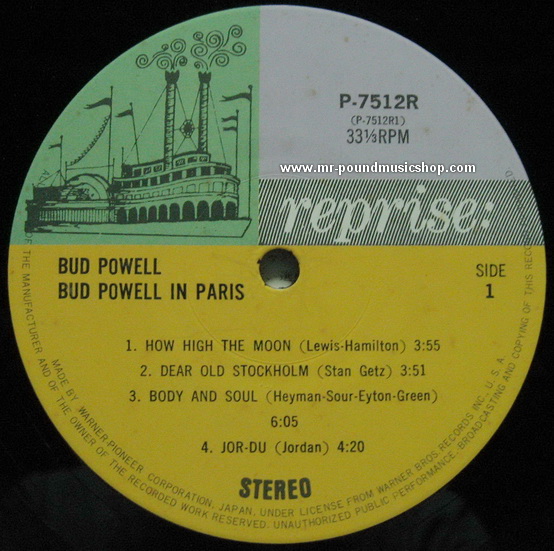 P-7512R
(P-7512R1)
33⅓RPM
www.mr-poundmusicshop.com
reprise:
BUD POWELL
BUD POWELL IN PARIS
SIDE
1
1. HOW HIGH THE MOON (Lewis-Hamilton) 3:55
2. DEAR OLD STOCKHOLM (Stan Getz) 3:51
3. BODY AND SOUL (Heyman-Sour-Eyton-Green)
6:05
4. JOR-DU (Jordan) 4:20
STEREO
MADE BY WARNER-PIONEER CORPORATION, JAPAN, UNDER LICENSE FROM WARNER BROS. RECORDS INC., U. S. A.
OF THE MANUFACTURER AND OF THE OWNER OF THE RECORDED WORK RESERVED. UNAUTHORIZED PUBLIC PERFORMANCE, BROADCASTING AND COPYING OF THIS